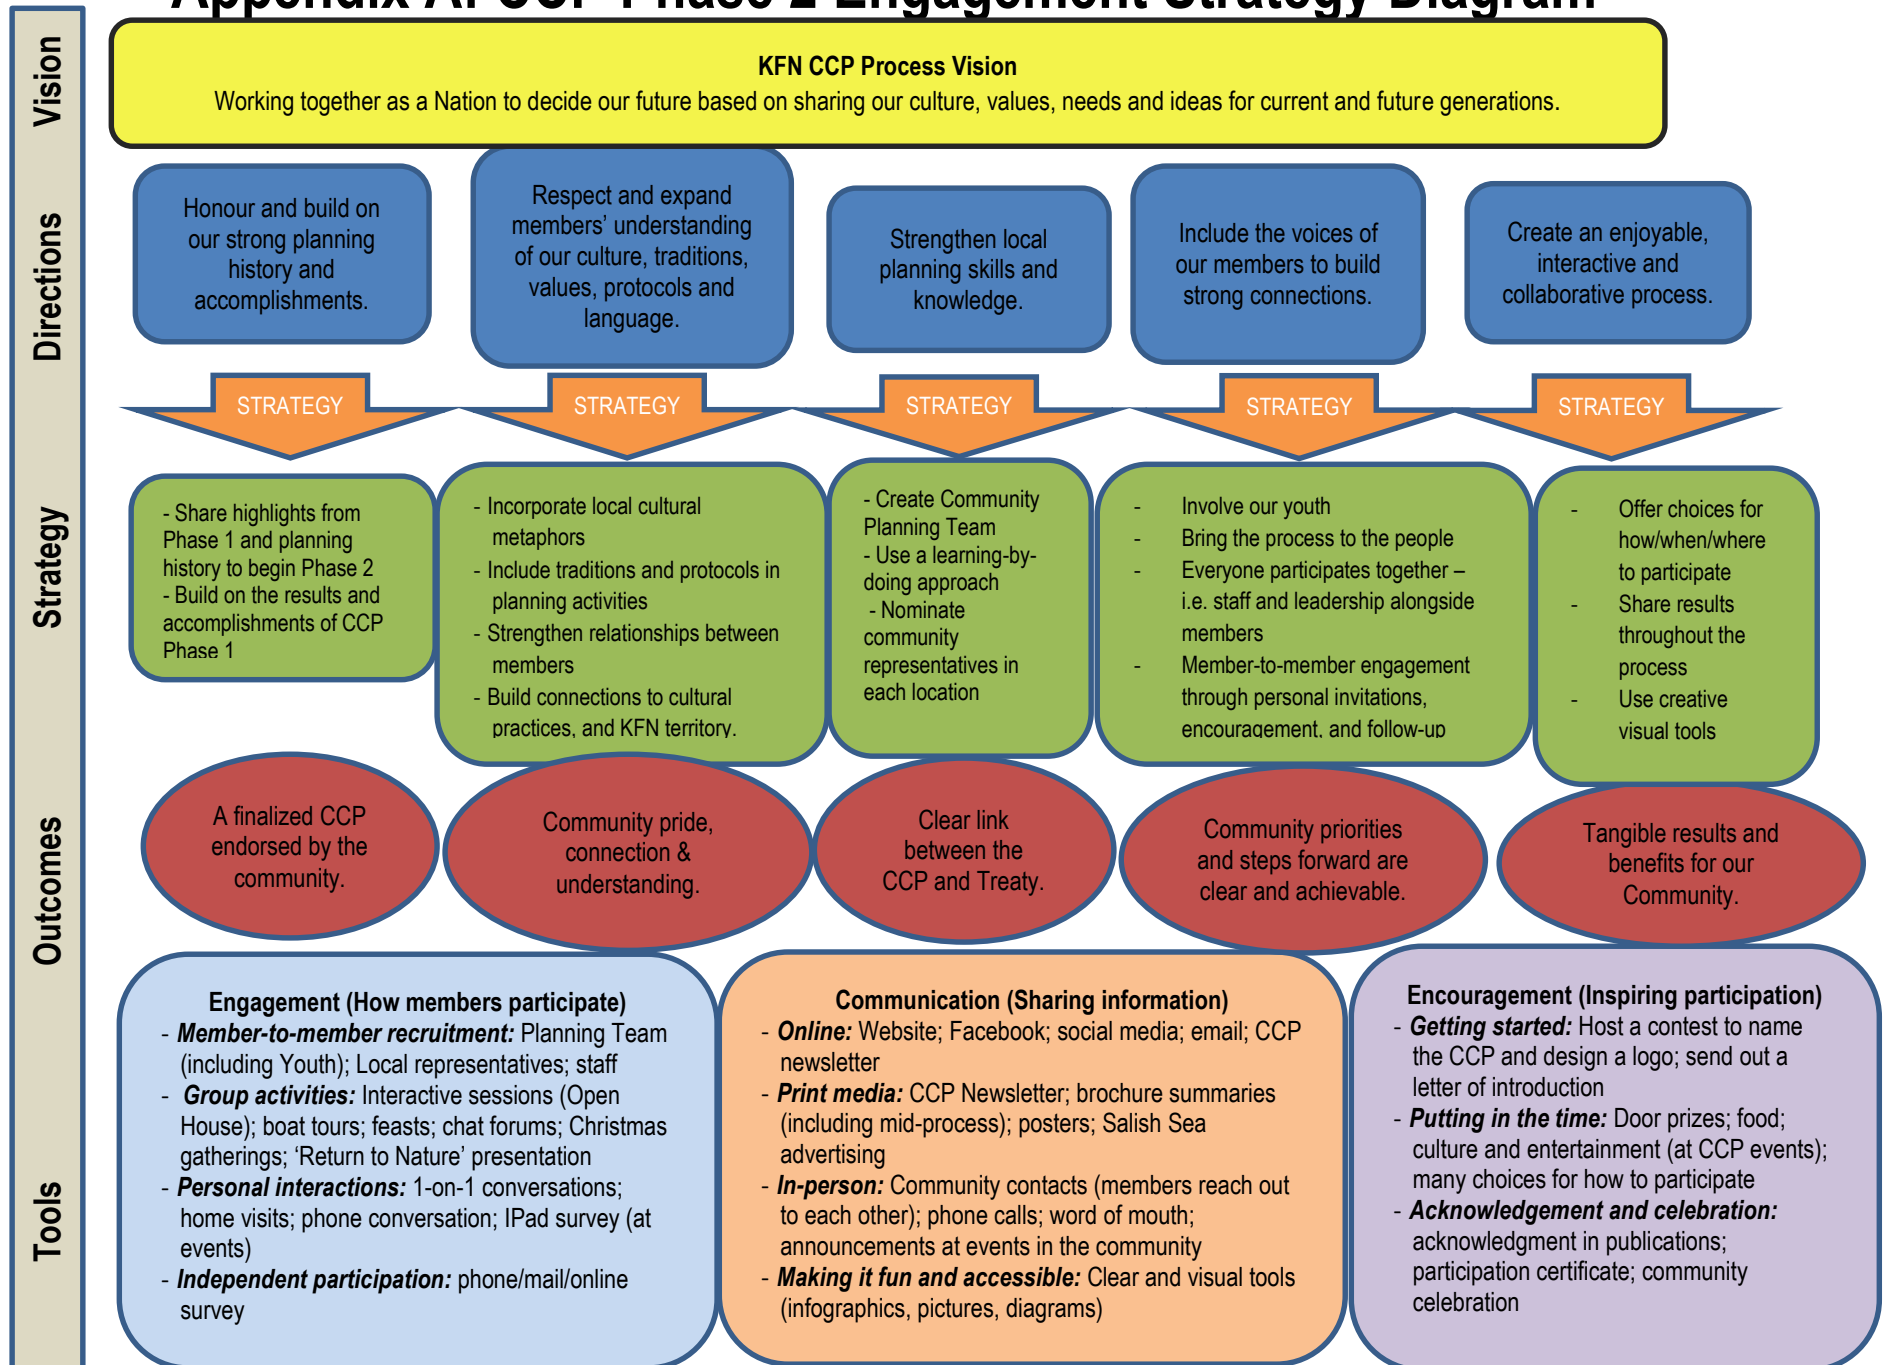 Appendix A: CCP Phase 2 Engagement Strategy Diagram
Vision
KFN CCP Process Vision
Working together as a Nation to decide our future based on sharing our culture, values, needs and ideas for current and future generations.
Directions
Honour and build on
our strong planning
history and
accomplishments.
Respect and expand
members’ understanding
of our culture, traditions,
values, protocols and
language.
Strengthen local
planning skills and
knowledge.
Include the voices of
our members to build
strong connections.
Create an enjoyable,
interactive and
collaborative process.
STRATEGY
STRATEGY
STRATEGY
STRATEGY
STRATEGY
Strategy
- Share highlights from
Phase 1 and planning
history to begin Phase 2
- Build on the results and
accomplishments of CCP
Phase 1
- Incorporate local cultural
metaphors
- Include traditions and protocols in
planning activities
- Strengthen relationships between
members
- Build connections to cultural
practices, and KFN territory.
- Create Community
Planning Team
- Use a learning-by-
doing approach
- Nominate
community
representatives in
each location
- Involve our youth
- Bring the process to the people
- Everyone participates together –
i.e. staff and leadership alongside
members
- Member-to-member engagement
through personal invitations,
encouragement, and follow-up
- Offer choices for
how/when/where
to participate
- Share results
throughout the
process
- Use creative
visual tools
Outcomes
A finalized CCP
endorsed by the
community.
Community pride,
connection &
understanding.
Clear link
between the
CCP and Treaty.
Community priorities
and steps forward are
clear and achievable.
Tangible results and
benefits for our
Community.
Tools
Engagement (How members participate)
- Member-to-member recruitment: Planning Team
(including Youth); Local representatives; staff
- Group activities: Interactive sessions (Open
House); boat tours; feasts; chat forums; Christmas
gatherings; ‘Return to Nature’ presentation
- Personal interactions: 1-on-1 conversations;
home visits; phone conversation; IPad survey (at
events)
- Independent participation: phone/mail/online
survey
Communication (Sharing information)
- Online: Website; Facebook; social media; email; CCP
newsletter
- Print media: CCP Newsletter; brochure summaries
(including mid-process); posters; Salish Sea
advertising
- In-person: Community contacts (members reach out
to each other); phone calls; word of mouth;
announcements at events in the community
- Making it fun and accessible: Clear and visual tools
(infographics, pictures, diagrams)
Encouragement (Inspiring participation)
- Getting started: Host a contest to name
the CCP and design a logo; send out a
letter of introduction
- Putting in the time: Door prizes; food;
culture and entertainment (at CCP events);
many choices for how to participate
- Acknowledgement and celebration:
acknowledgment in publications;
participation certificate; community
celebration